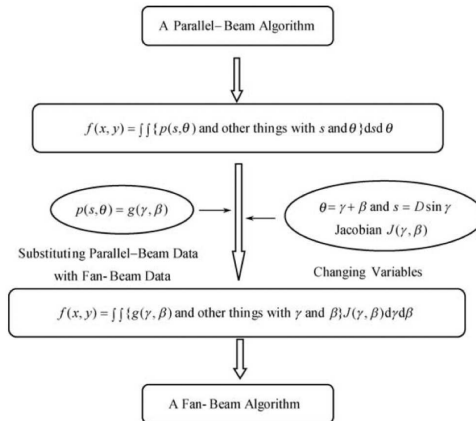 A Parallel–Beam Algorithm
f(x, y) = ∫∫{p(s,θ) and other things with s and θ}ds d θ
p(s,θ) = g(γ, β)
θ= γ+ β and s = D sin γ
Jacobian J(γ, β)
Substituting Parallel–Beam Data
with Fan-Beam Data
Changing Variables
f(x, y) = ∫∫{g(γ, β) and other things with γ and β}J(γ, β)dγdβ
A Fan- Beam Algorithm